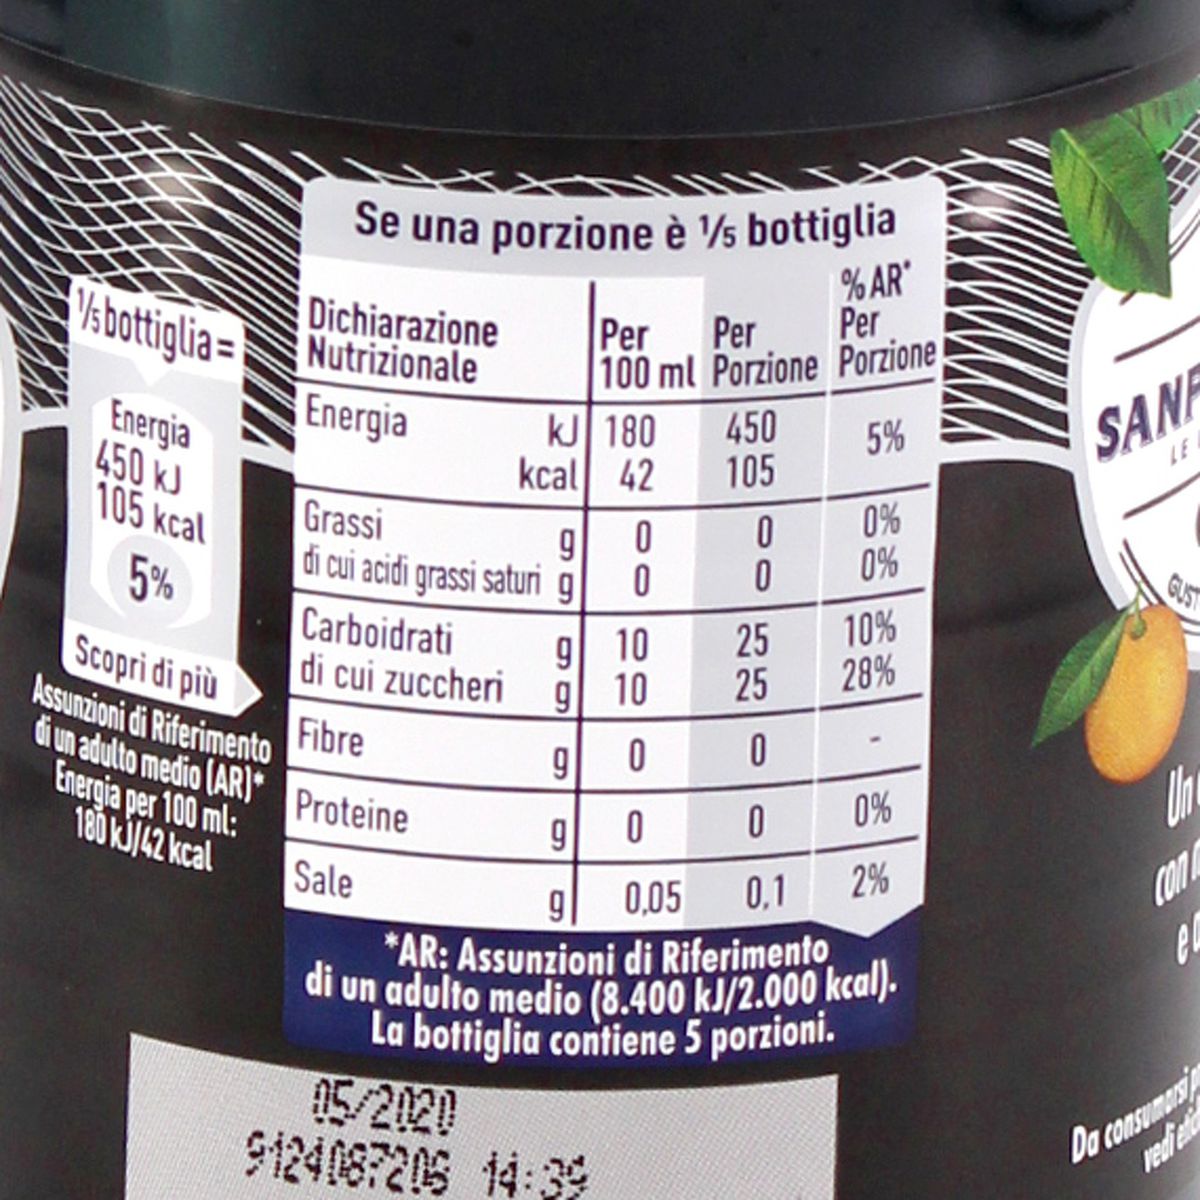 Se una porzione è ⅕ bottiglia
Dichiarazione Nutrizionale Per 100 ml Per Porzione % AR* Per Porzione
Energia kJ 180 450 5%
kcal 42 105
Grassi g 0 0 0%
di cui acidi grassi saturi g 0 0 0%
Carboidrati g 10 25 10%
di cui zuccheri g 10 25 28%
Fibre g 0 0 -
Proteine g 0 0 0%
Sale g 0,05 0,1 2%
*AR: Assunzioni di Riferimento
di un adulto medio (8.400 kJ/2.000 kcal).
La bottiglia contiene 5 porzioni.
⅕ bottiglia =
Energia
450 kJ
105 kcal
5%
Scopri di più
Assunzioni di Riferimento
di un adulto medio (AR)*
Energia per 100 ml:
180 kJ/42 kcal
05/2020
9124087206 14:39
Un
con
Da consumarsi
vedi